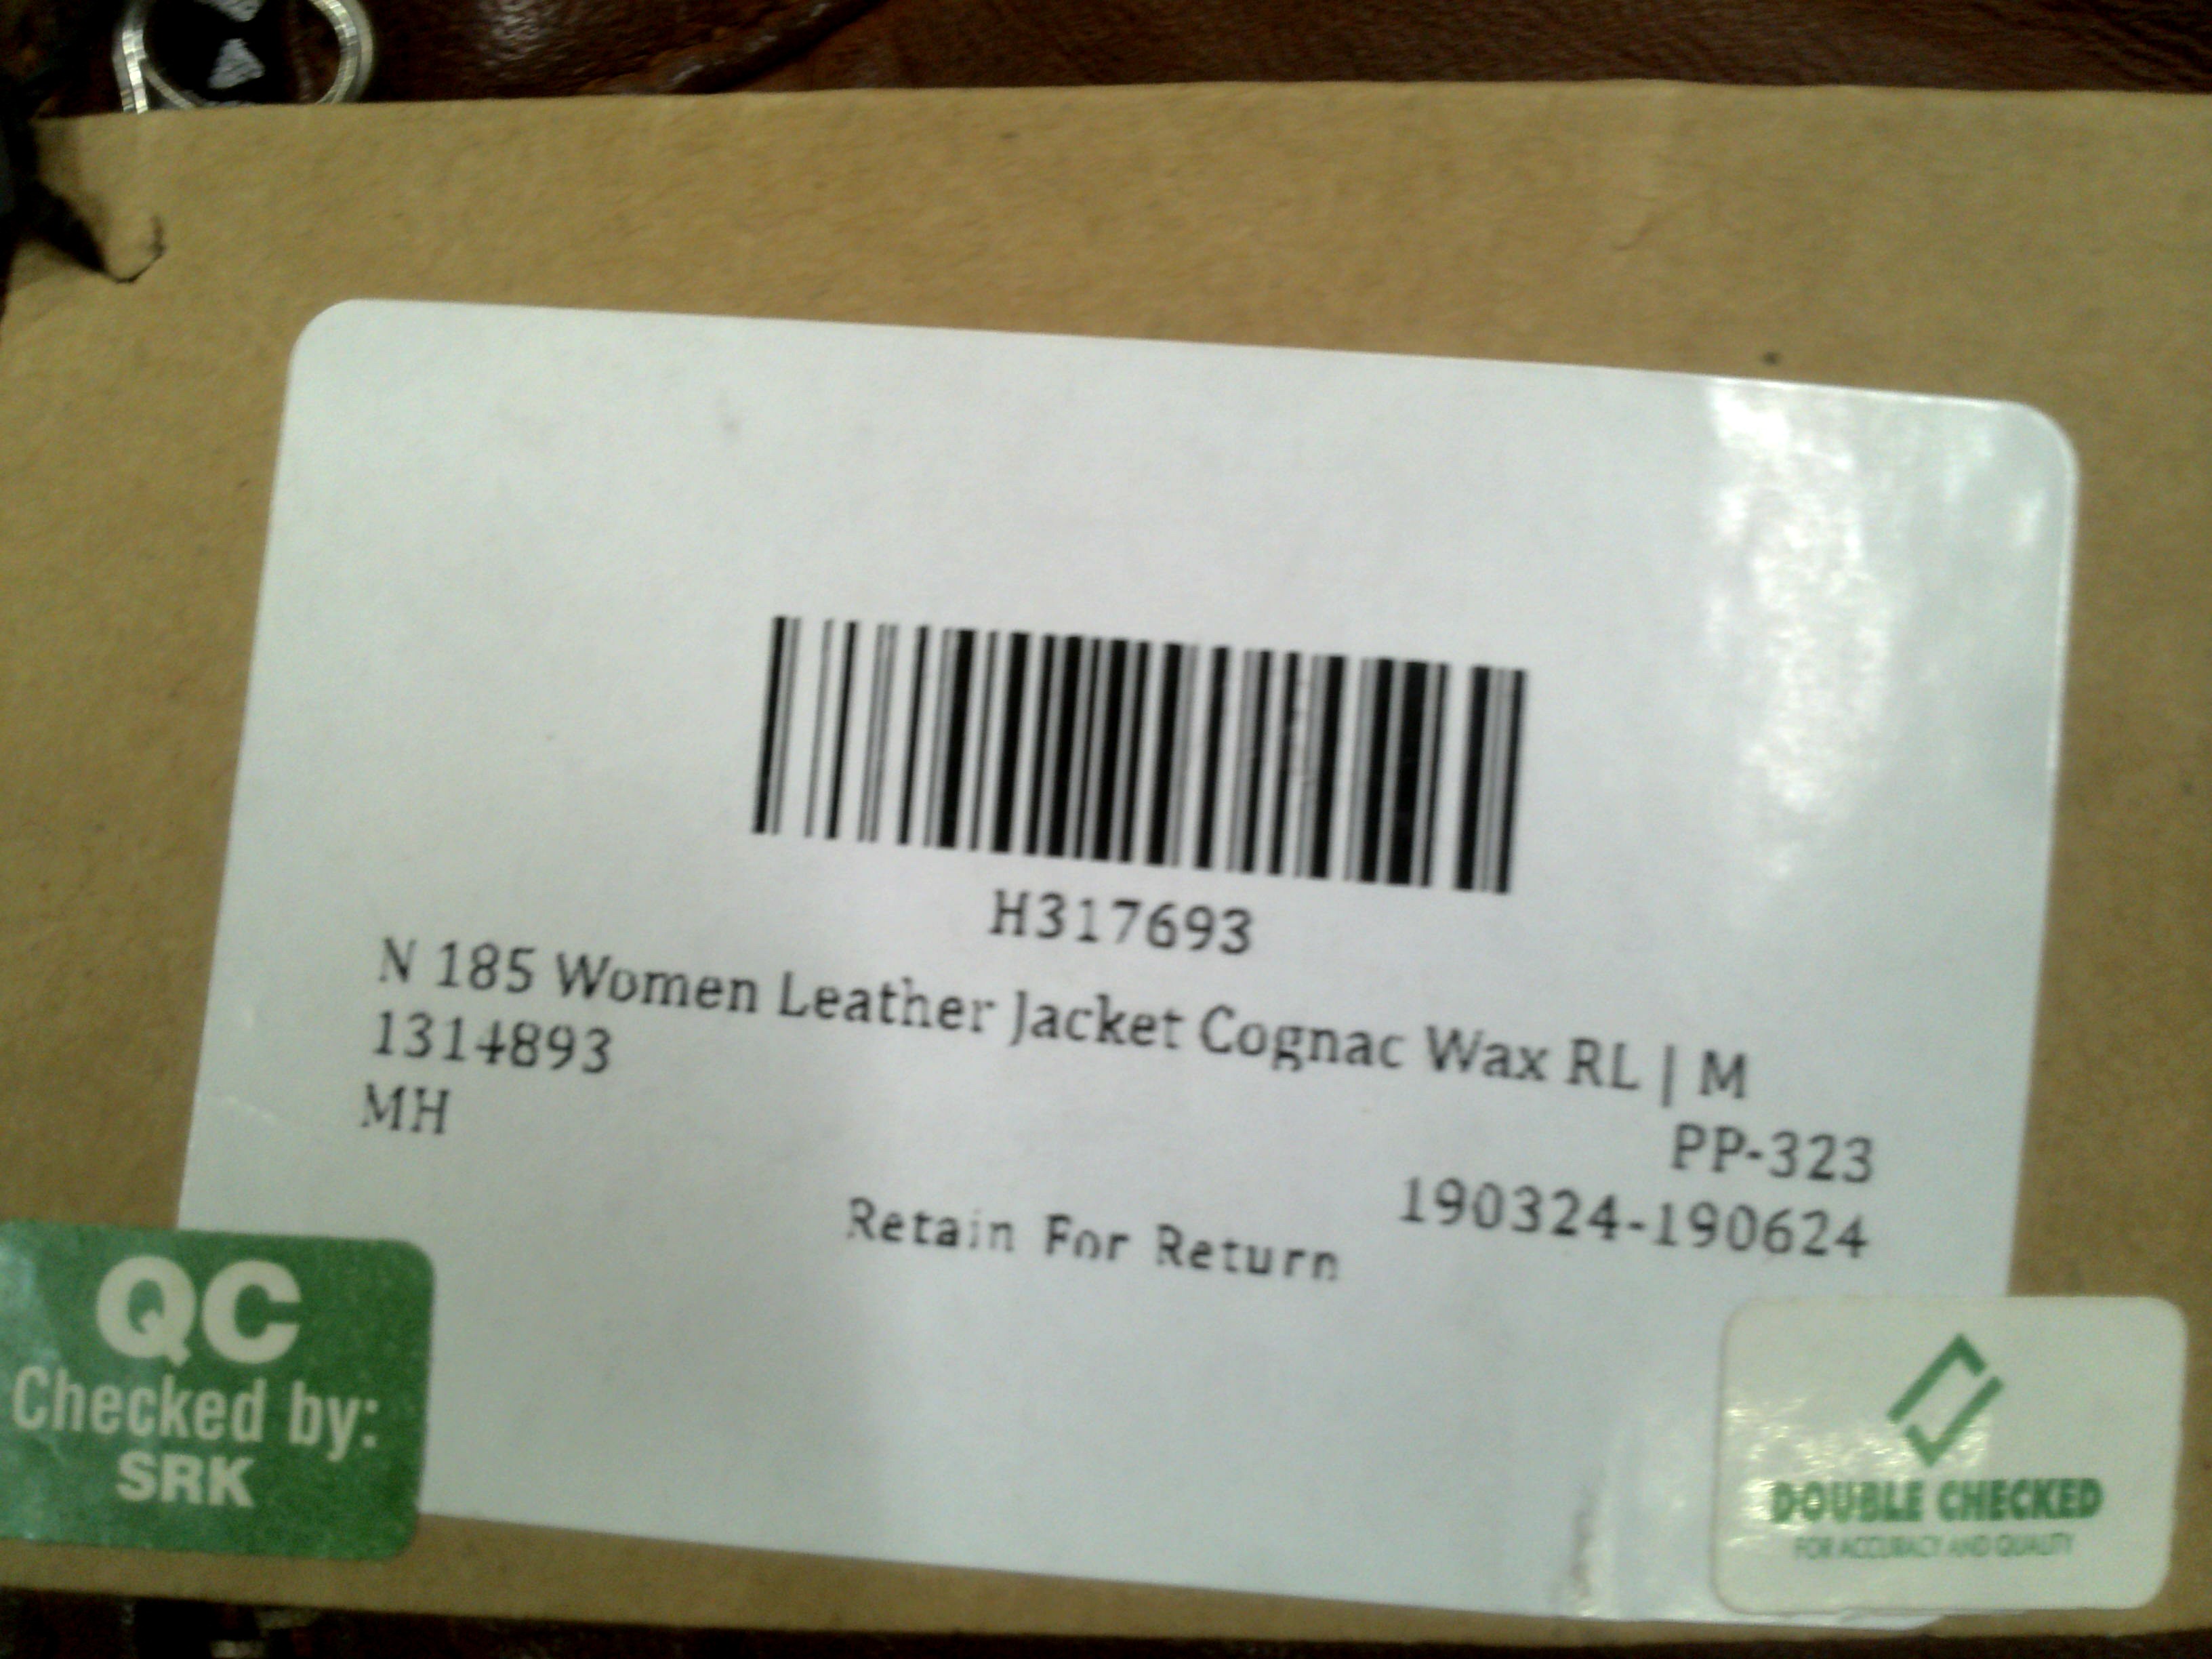 H317693
N 185 Women Leather Jacket Cognac Wax RL | M
1314893
MH
PP-323
190324-190624
Retain For Return
QC
Checked by:
SRK
DOUBLE CHECKED
FOR ACCURACY AND QUALITY